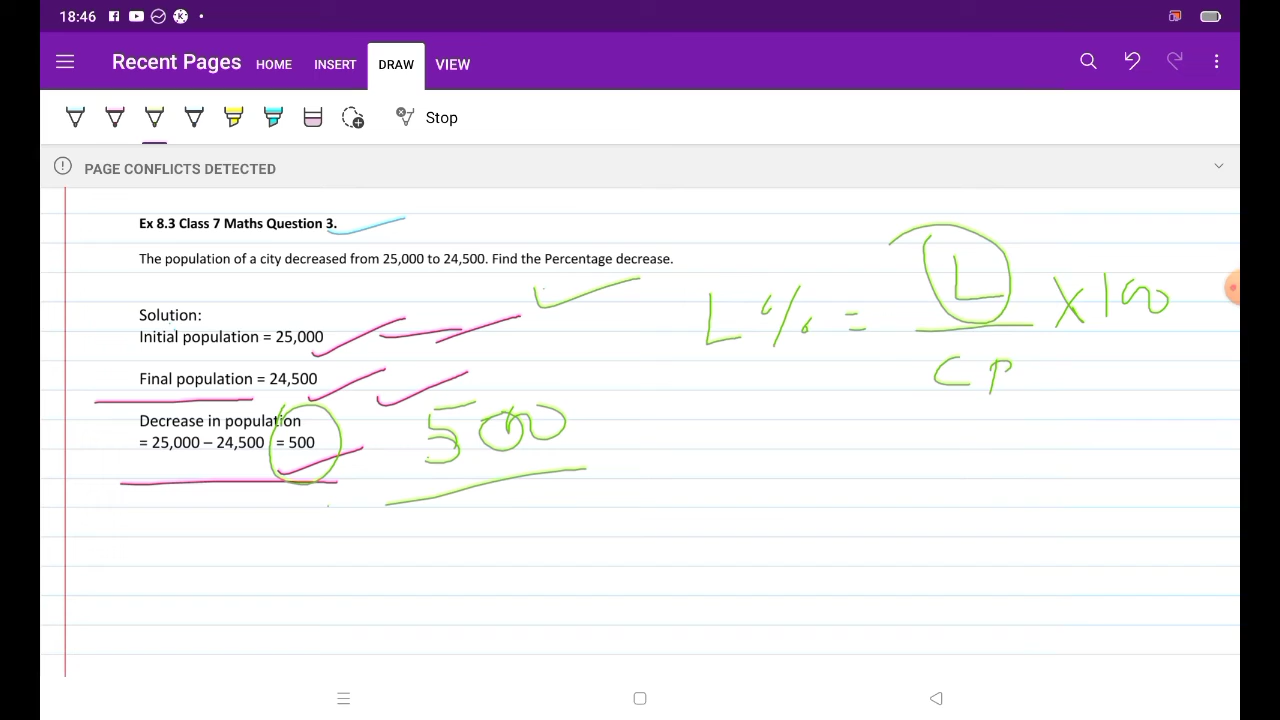 18:46
Recent Pages HOME INSERT DRAW VIEW
Stop
PAGE CONFLICTS DETECTED
Ex 8.3 Class 7 Maths Question 3.
The population of a city decreased from 25,000 to 24,500. Find the Percentage decrease.
Solution:
Initial population = 25,000
Final population = 24,500
Decrease in population
= 25,000 – 24,500 = 500
500
L % = L / CP X 100